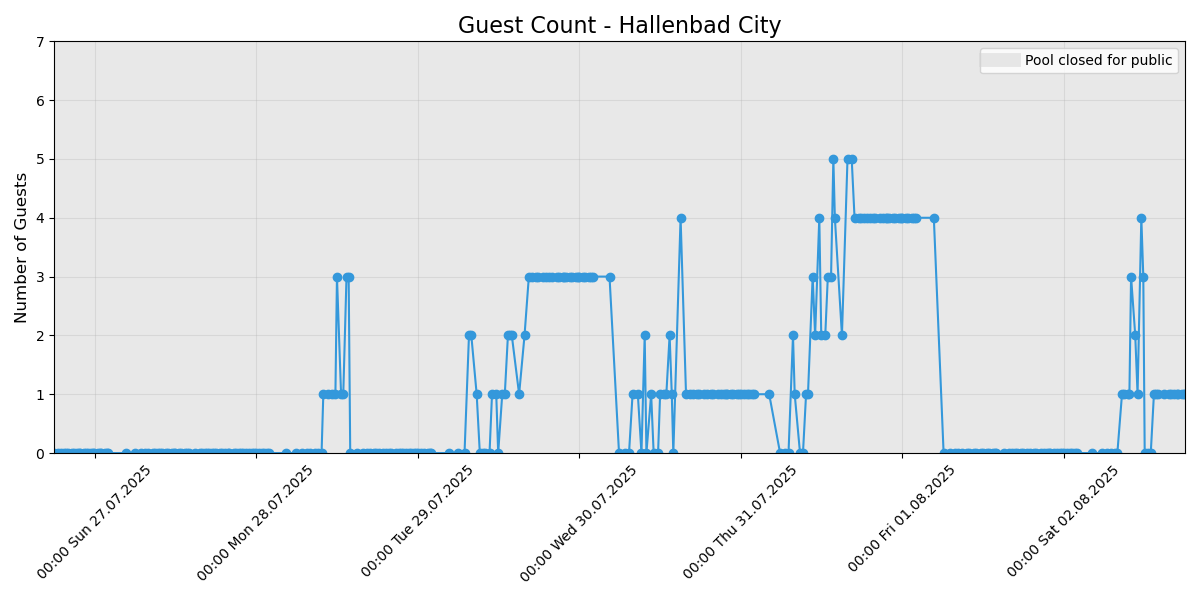 Guest Count - Hallenbad City
Pool closed for public
Number of Guests
7
6
5
4
3
2
1
0
00:00 Sun 27.07.2025
00:00 Mon 28.07.2025
00:00 Tue 29.07.2025
00:00 Wed 30.07.2025
00:00 Thu 31.07.2025
00:00 Fri 01.08.2025
00:00 Sat 02.08.2025